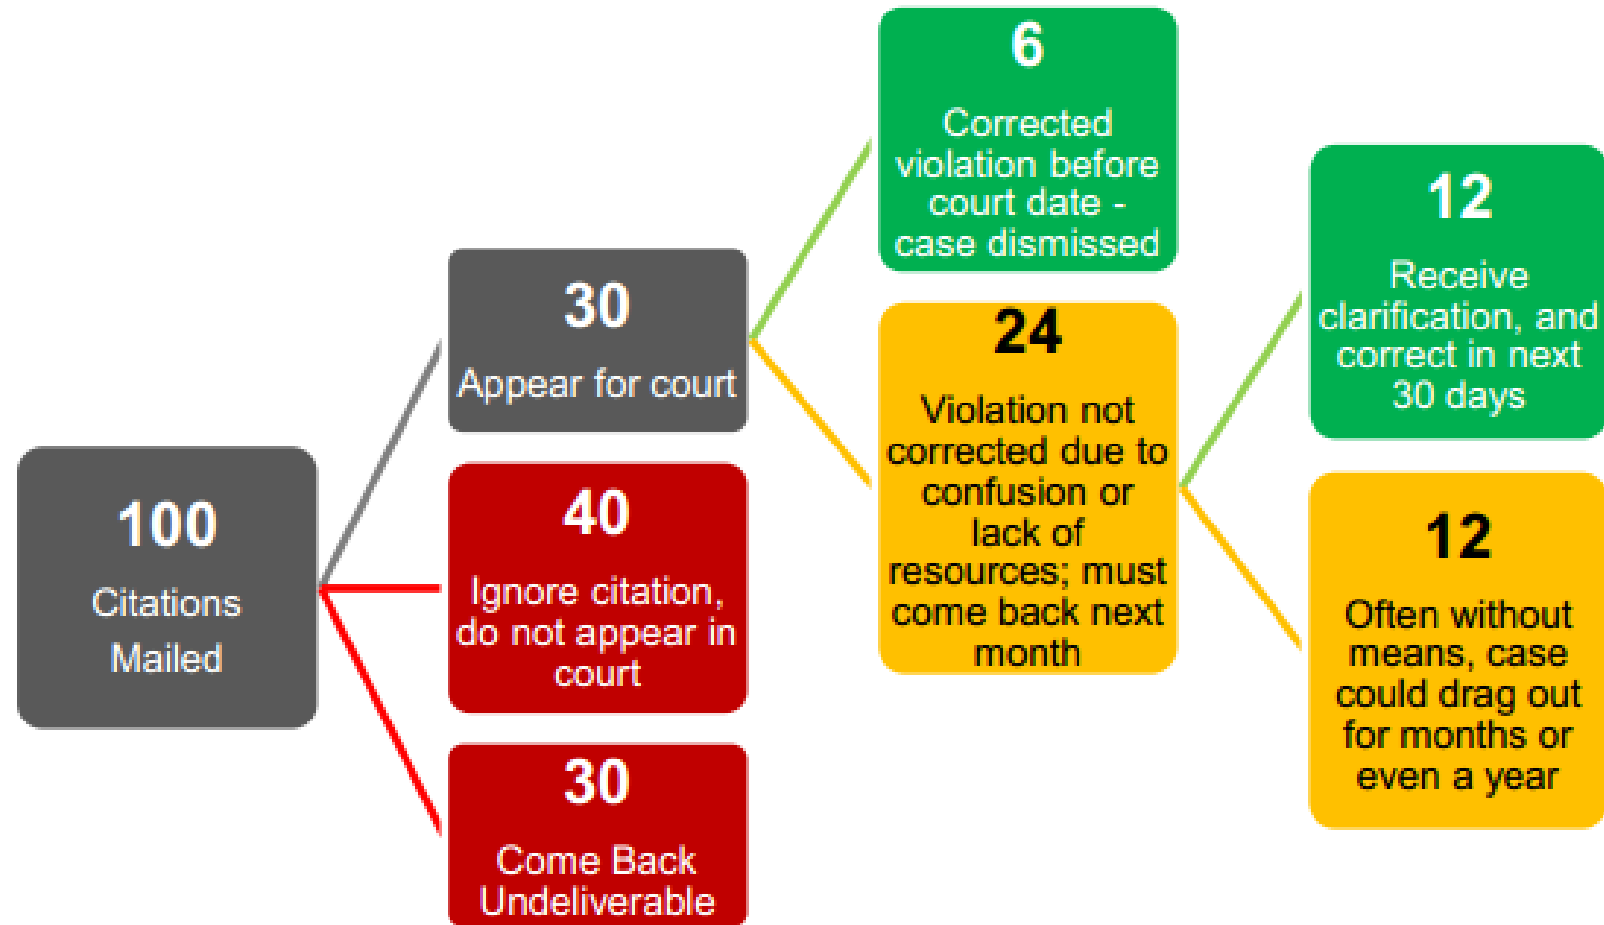 100
Citations
Mailed
30
Appear for court
40
Ignore citation,
do not appear in
court
30
Come Back
Undeliverable
6
Corrected
violation before
court date -
case dismissed
24
Violation not
corrected due to
confusion or
lack of
resources; must
come back next
month
12
Receive
clarification, and
correct in next
30 days
12
Often without
means, case
could drag out
for months or
even a year